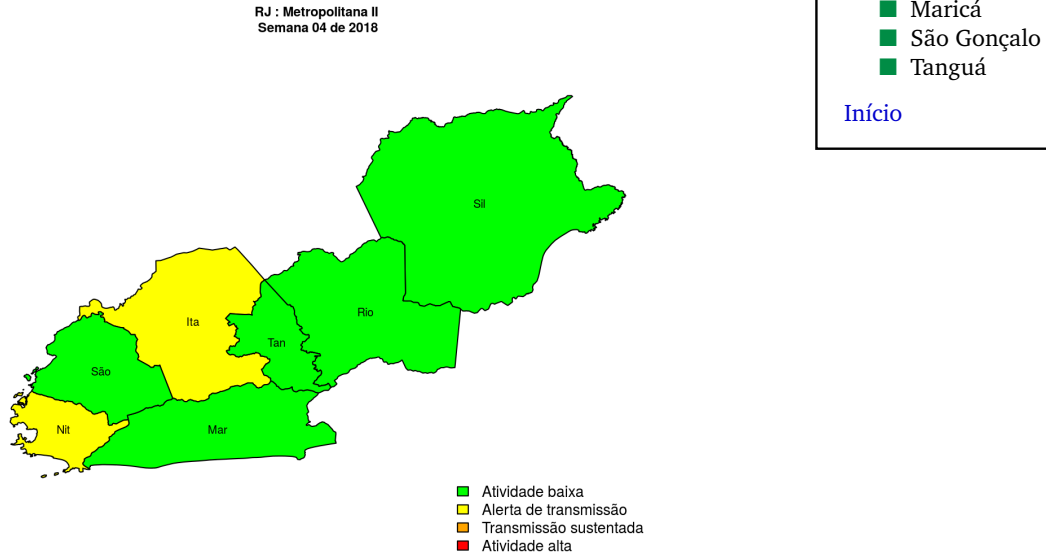 RJ : Metropolitana II
Semana 04 de 2018
Maricá
São Gonçalo
Tanguá
Início
Sil
Rio
Ita
Tan
São
Nit
Mar
Atividade baixa
Alerta de transmissão
Transmissão sustentada
Atividade alta